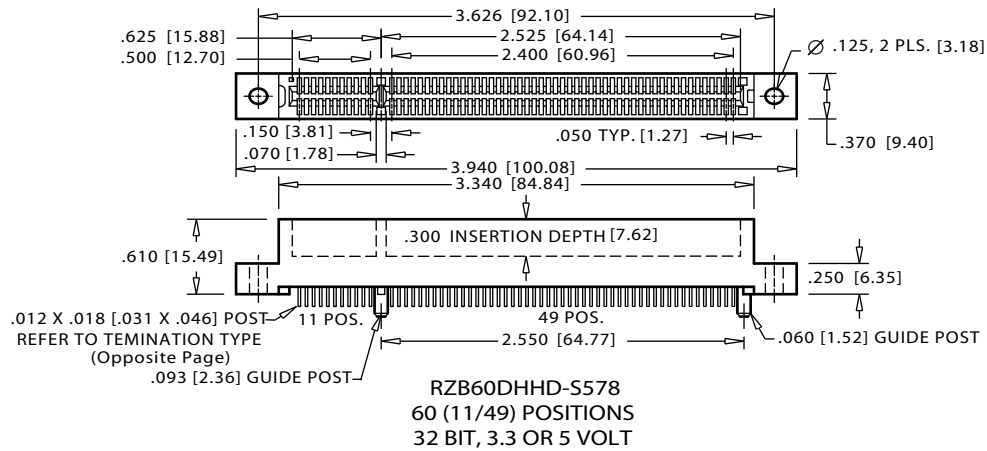 3.626 [92.10]
.625 [15.88]
2.525 [64.14]
.500 [12.70]
2.400 [60.96]
Ø .125, 2 PLS. [3.18]
.150 [3.81]
.050 TYP. [1.27]
.370 [9.40]
.070 [1.78]
3.940 [100.08]
3.340 [84.84]
.300 INSERTION DEPTH [7.62]
.610 [15.49]
.250 [6.35]
.012 X .018 [.031 X .046] POST
11 POS.
49 POS.
REFER TO TEMINATION TYPE
(Opposite Page)
2.550 [64.77]
.060 [1.52] GUIDE POST
.093 [2.36] GUIDE POST
RZB60DHHD-S578
60 (11/49) POSITIONS
32 BIT, 3.3 OR 5 VOLT